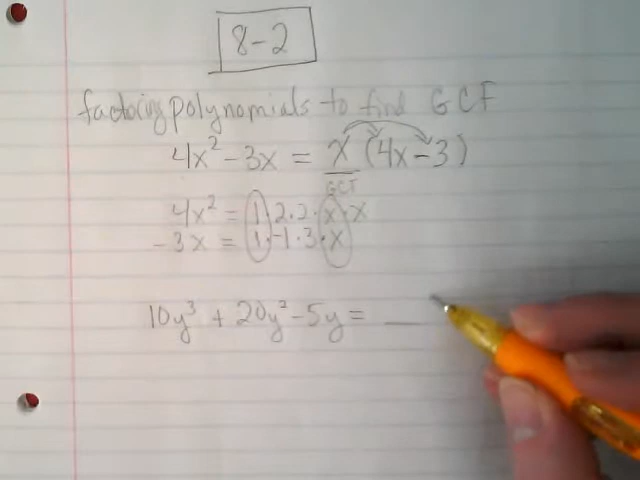 8-2
factoring polynomials to find GCF
4x² - 3x = x (4x - 3)
GCF
4x² = 1 · 2 · 2 · x · x
-3x = 1 · -1 · 3 · x
10y³ + 20y² - 5y = ___